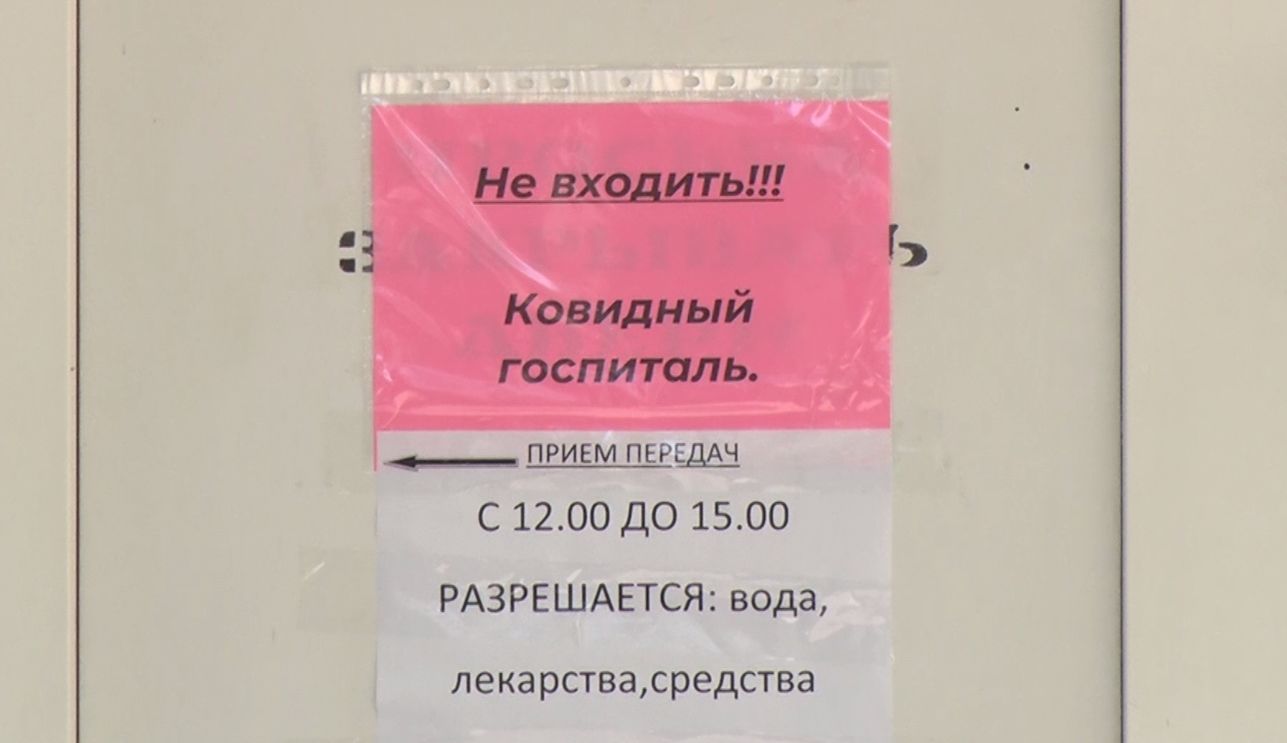 Не входить!!!
Ковидный
госпиталь.
ПРИЕМ ПЕРЕДАЧ
С 12.00 ДО 15.00
РАЗРЕШАЕТСЯ: вода,
лекарства,средства